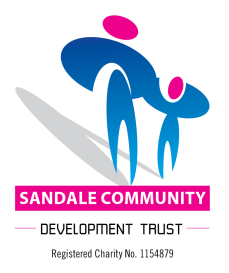 SANDALE COMMUNITY
DEVELOPMENT TRUST
Registered Charity No. 1154879